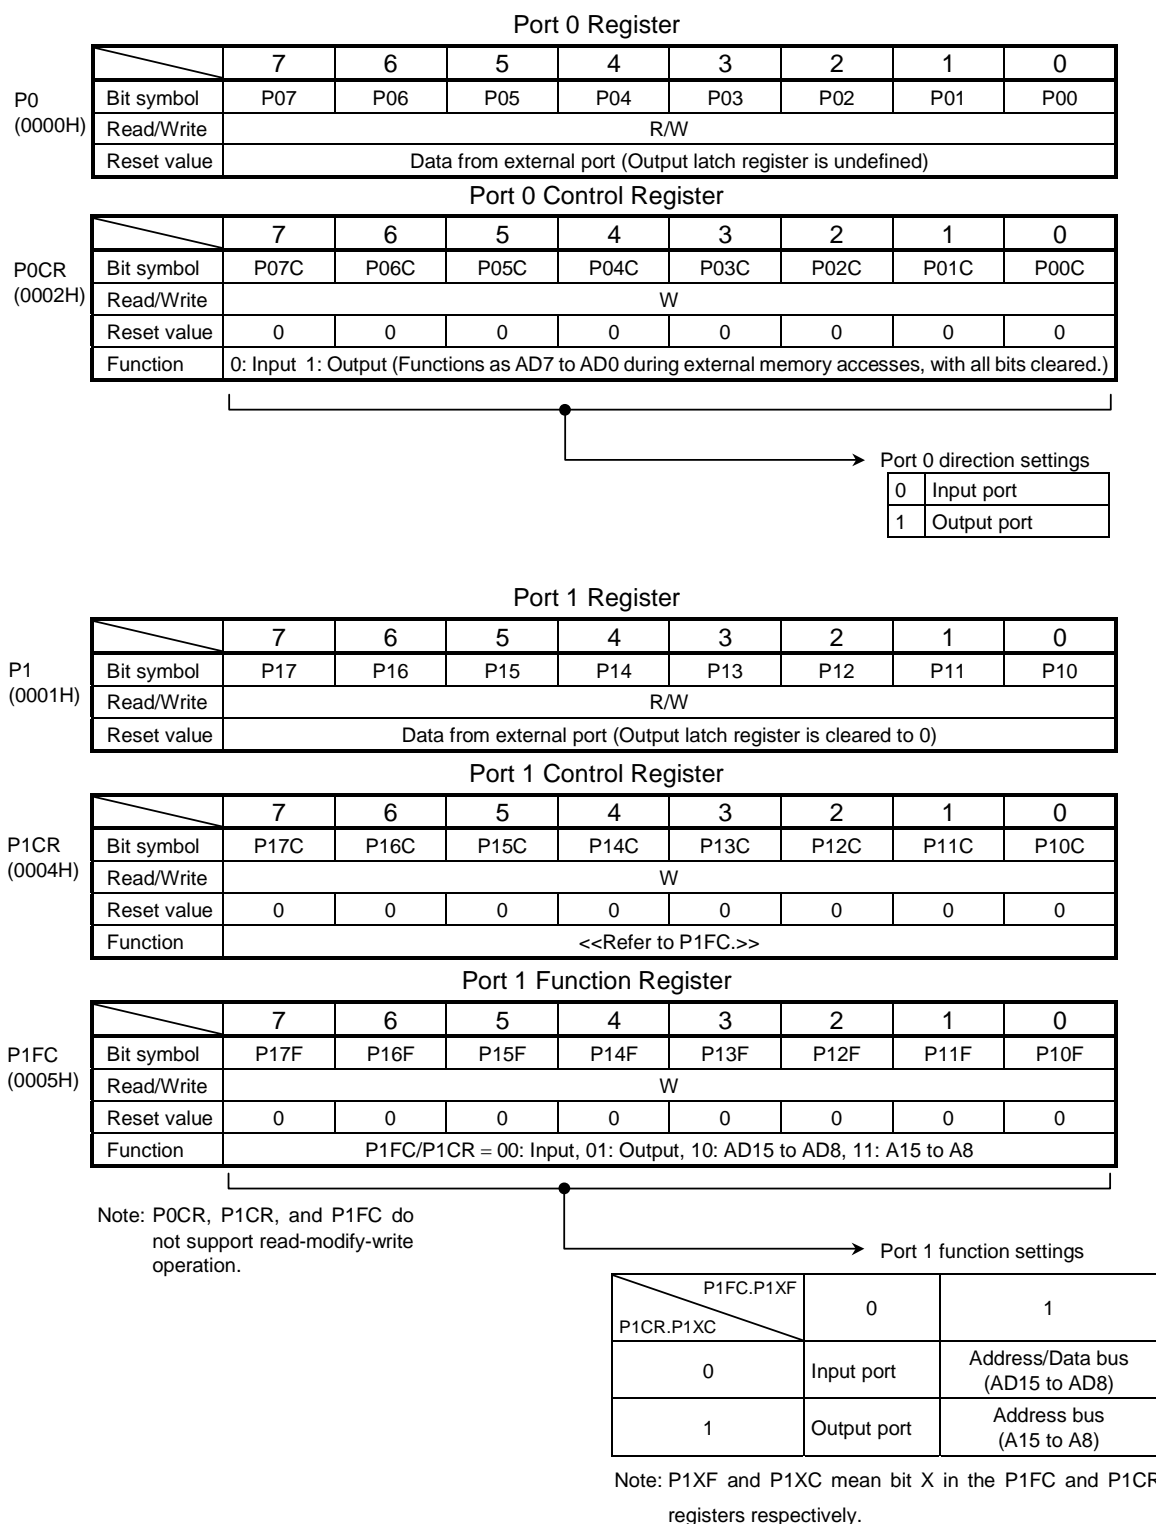 Port 0 Register
7 6 5 4 3 2 1 0
P0
(0000H)
Bit symbol P07 P06 P05 P04 P03 P02 P01 P00
Read/Write R/W
Reset value Data from external port (Output latch register is undefined)
Port 0 Control Register
7 6 5 4 3 2 1 0
P0CR
(0002H)
Bit symbol P07C P06C P05C P04C P03C P02C P01C P00C
Read/Write W
Reset value 0 0 0 0 0 0 0 0
Function 0: Input 1: Output (Functions as AD7 to AD0 during external memory accesses, with all bits cleared.)
Port 0 direction settings
0 Input port
1 Output port
Port 1 Register
7 6 5 4 3 2 1 0
P1
(0001H)
Bit symbol P17 P16 P15 P14 P13 P12 P11 P10
Read/Write R/W
Reset value Data from external port (Output latch register is cleared to 0)
Port 1 Control Register
7 6 5 4 3 2 1 0
P1CR
(0004H)
Bit symbol P17C P16C P15C P14C P13C P12C P11C P10C
Read/Write W
Reset value 0 0 0 0 0 0 0 0
Function <<Refer to P1FC.>>
Port 1 Function Register
7 6 5 4 3 2 1 0
P1FC
(0005H)
Bit symbol P17F P16F P15F P14F P13F P12F P11F P10F
Read/Write W
Reset value 0 0 0 0 0 0 0 0
Function P1FC/P1CR = 00: Input, 01: Output, 10: AD15 to AD8, 11: A15 to A8
Note: P0CR, P1CR, and P1FC do
not support read-modify-write
operation.
Port 1 function settings
P1FC.P1XF
P1CR.P1XC
0 1
0 Input port Address/Data bus
(AD15 to AD8)
1 Output port Address bus
(A15 to A8)
Note: P1XF and P1XC mean bit X in the P1FC and P1CR
registers respectively.